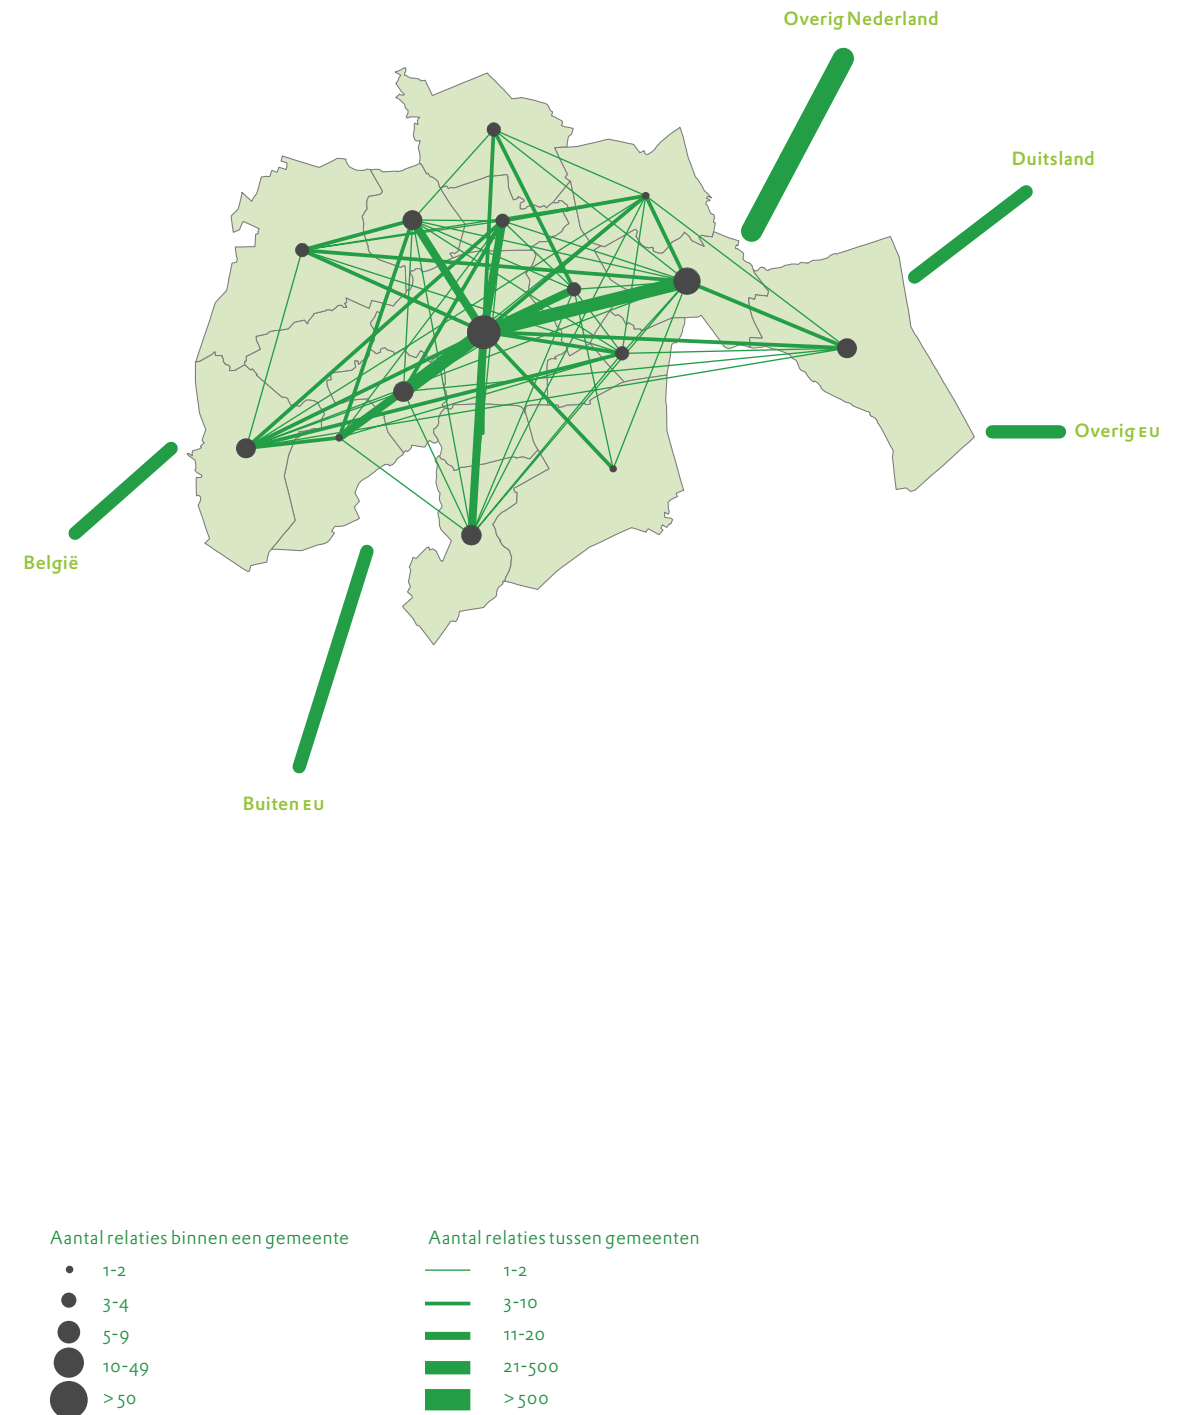 Overig Nederland
Duitsland
Overig EU
België
Buiten EU
Aantal relaties binnen een gemeente
1-2
3-4
5-9
10-49
> 50
Aantal relaties tussen gemeenten
1-2
3-10
11-20
21-500
> 500